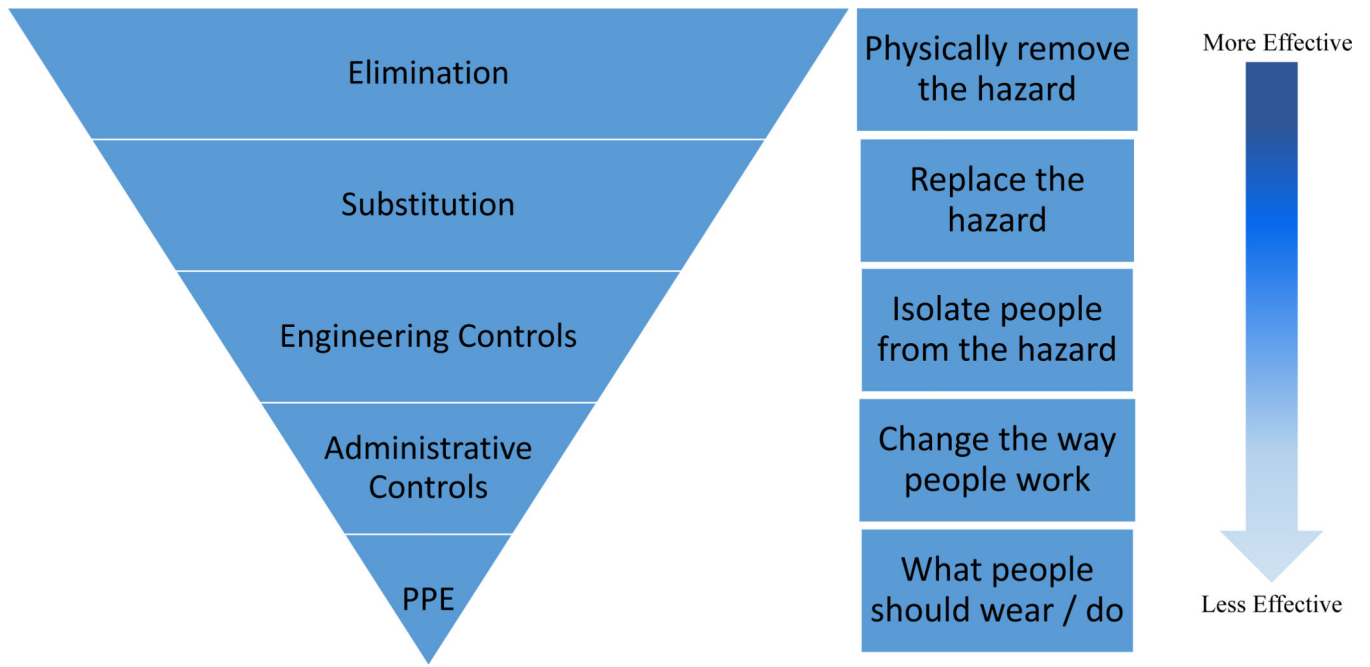 Elimination
Physically remove
the hazard
More Effective
Substitution
Replace the
hazard
Engineering Controls
Isolate people
from the hazard
Administrative
Controls
Change the way
people work
PPE
What people
should wear / do
Less Effective